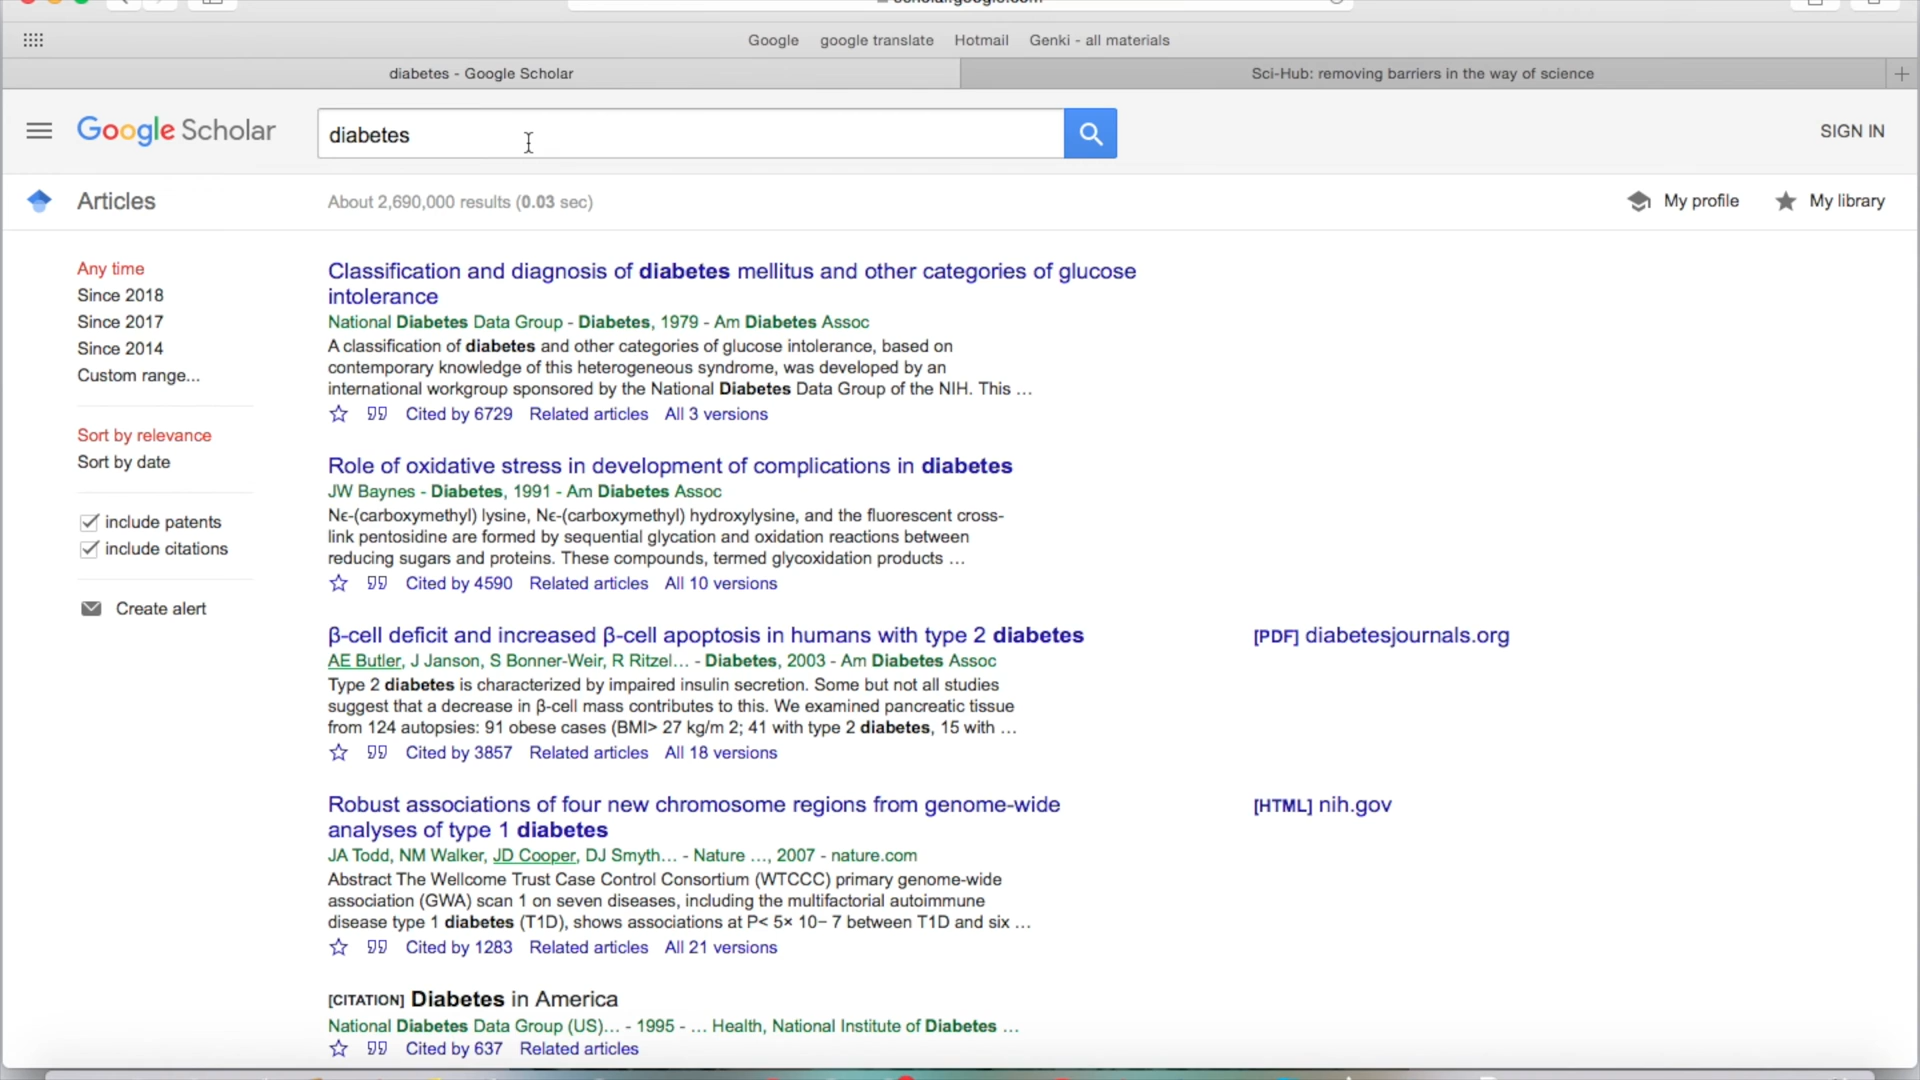 Google google translate Hotmail Genki - all materials
diabetes - Google Scholar Sci-Hub: removing barriers in the way of science
Google Scholar diabetes SIGN IN
Articles About 2,690,000 results (0.03 sec) My profile My library
Any time
Since 2018
Since 2017
Since 2014
Custom range...
Sort by relevance
Sort by date
include patents
include citations
Create alert
Classification and diagnosis of diabetes mellitus and other categories of glucose
intolerance
National Diabetes Data Group - Diabetes, 1979 - Am Diabetes Assoc
A classification of diabetes and other categories of glucose intolerance, based on
contemporary knowledge of this heterogeneous syndrome, was developed by an
international workgroup sponsored by the National Diabetes Data Group of the NIH. This …
Cited by 6729 Related articles All 3 versions
Role of oxidative stress in development of complications in diabetes
JW Baynes - Diabetes, 1991 - Am Diabetes Assoc
Nϵ-(carboxymethyl) lysine, Nϵ-(carboxymethyl) hydroxylysine, and the fluorescent cross-
link pentosidine are formed by sequential glycation and oxidation reactions between
reducing sugars and proteins. These compounds, termed glycoxidation products …
Cited by 4590 Related articles All 10 versions
β-cell deficit and increased β-cell apoptosis in humans with type 2 diabetes [PDF] diabetesjournals.org
AE Butler, J Janson, S Bonner-Weir, R Ritzel… - Diabetes, 2003 - Am Diabetes Assoc
Type 2 diabetes is characterized by impaired insulin secretion. Some but not all studies
suggest that a decrease in β-cell mass contributes to this. We examined pancreatic tissue
from 124 autopsies: 91 obese cases (BMI> 27 kg/m 2; 41 with type 2 diabetes, 15 with …
Cited by 3857 Related articles All 18 versions
Robust associations of four new chromosome regions from genome-wide [HTML] nih.gov
analyses of type 1 diabetes
JA Todd, NM Walker, JD Cooper, DJ Smyth… - Nature …, 2007 - nature.com
Abstract The Wellcome Trust Case Control Consortium (WTCCC) primary genome-wide
association (GWA) scan 1 on seven diseases, including the multifactorial autoimmune
disease type 1 diabetes (T1D), shows associations at P< 5× 10− 7 between T1D and six …
Cited by 1283 Related articles All 21 versions
[CITATION] Diabetes in America
National Diabetes Data Group (US)… - 1995 - … Health, National Institute of Diabetes …
Cited by 637 Related articles